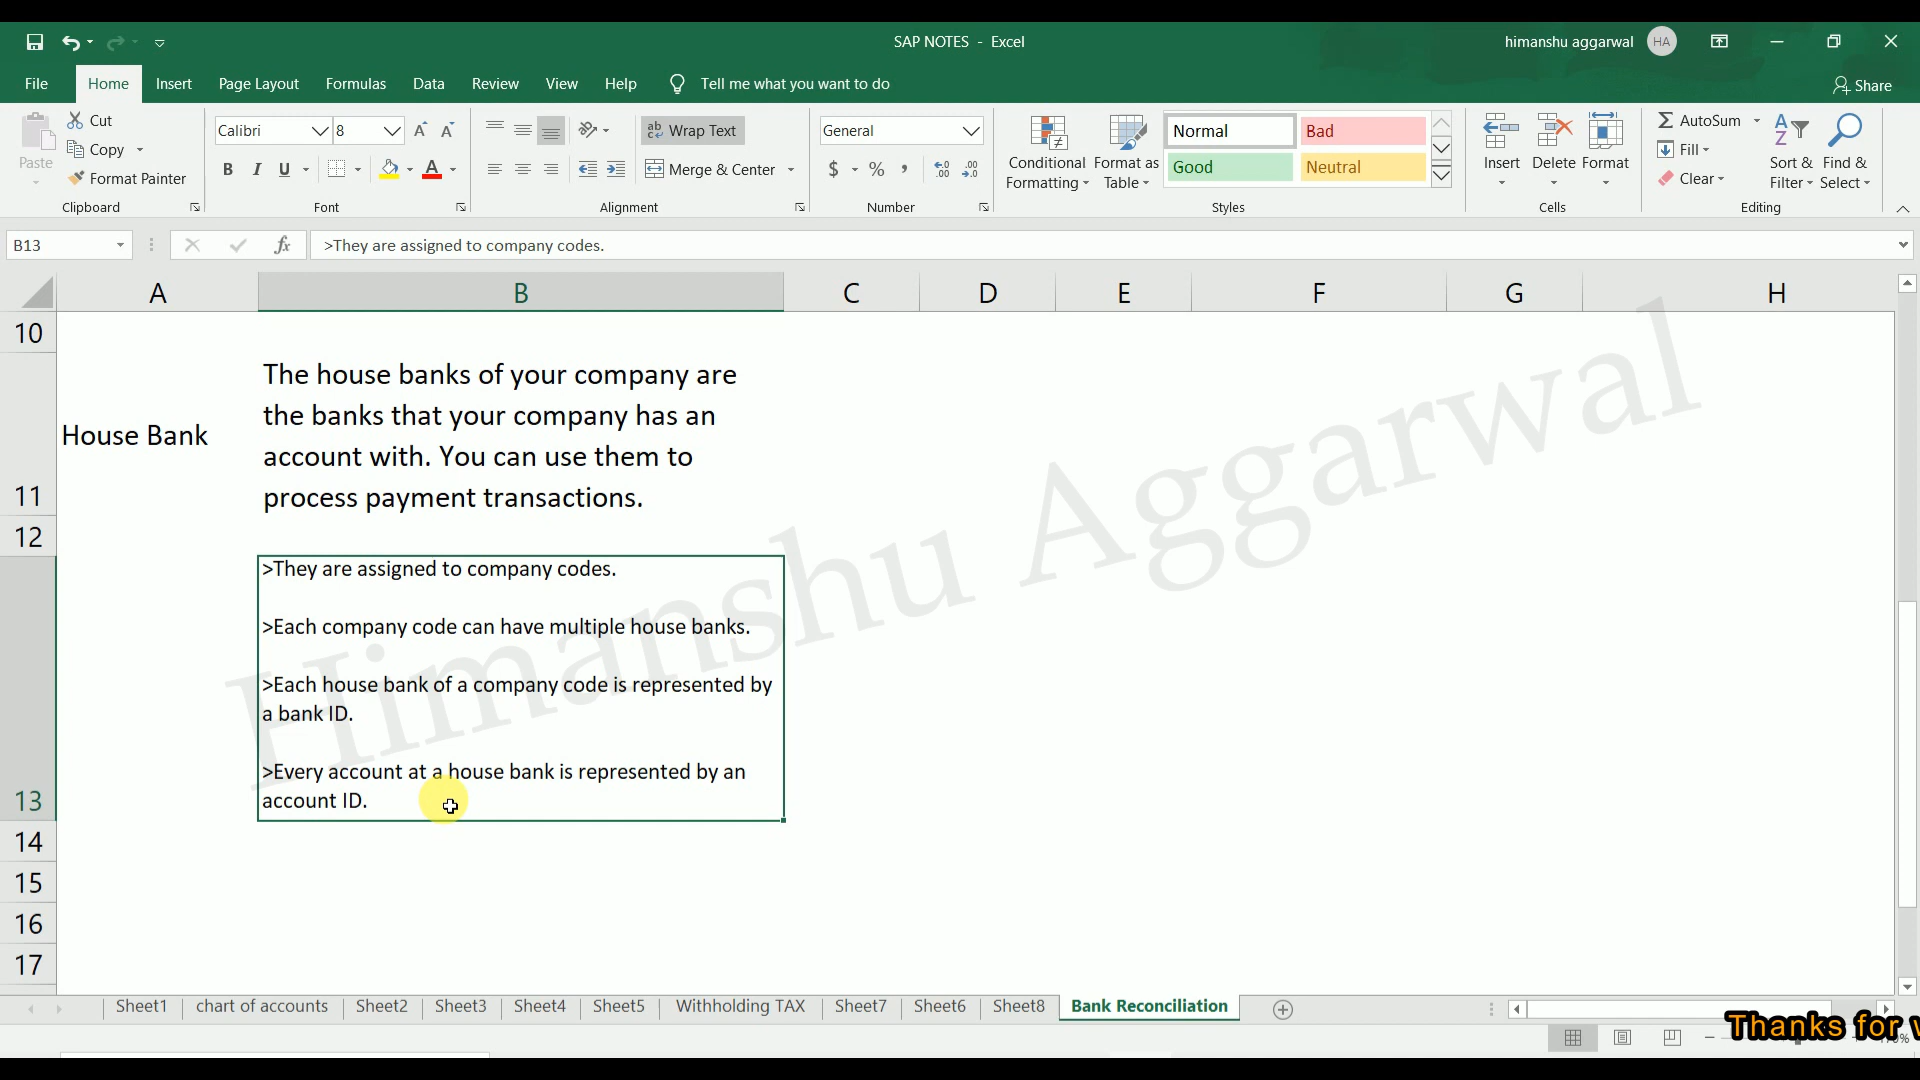 SAP NOTES - Excel
himanshu aggarwal HA
File Home Insert Page Layout Formulas Data Review View Help Tell me what you want to do
Share
Paste
Cut
Copy
Format Painter
Clipboard
Calibri 8
B I U
Font
Wrap Text
Merge & Center
Alignment
General
$ % ,
Number
Conditional Formatting
Format as Table
Normal Bad
Good Neutral
Styles
Insert Delete Format
Cells
AutoSum
Fill
Clear
Sort & Filter
Find & Select
Editing
B13 fx >They are assigned to company codes.
A B C D E F G H
10
11
12
13
14
15
16
17
House Bank
The house banks of your company are
the banks that your company has an
account with. You can use them to
process payment transactions.
>They are assigned to company codes.
>Each company code can have multiple house banks.
>Each house bank of a company code is represented by
a bank ID.
>Every account at a house bank is represented by an
account ID.
Himanshu Aggarwal
Sheet1 chart of accounts Sheet2 Sheet3 Sheet4 Sheet5 Withholding TAX Sheet7 Sheet6 Sheet8 Bank Reconciliation
Thanks for